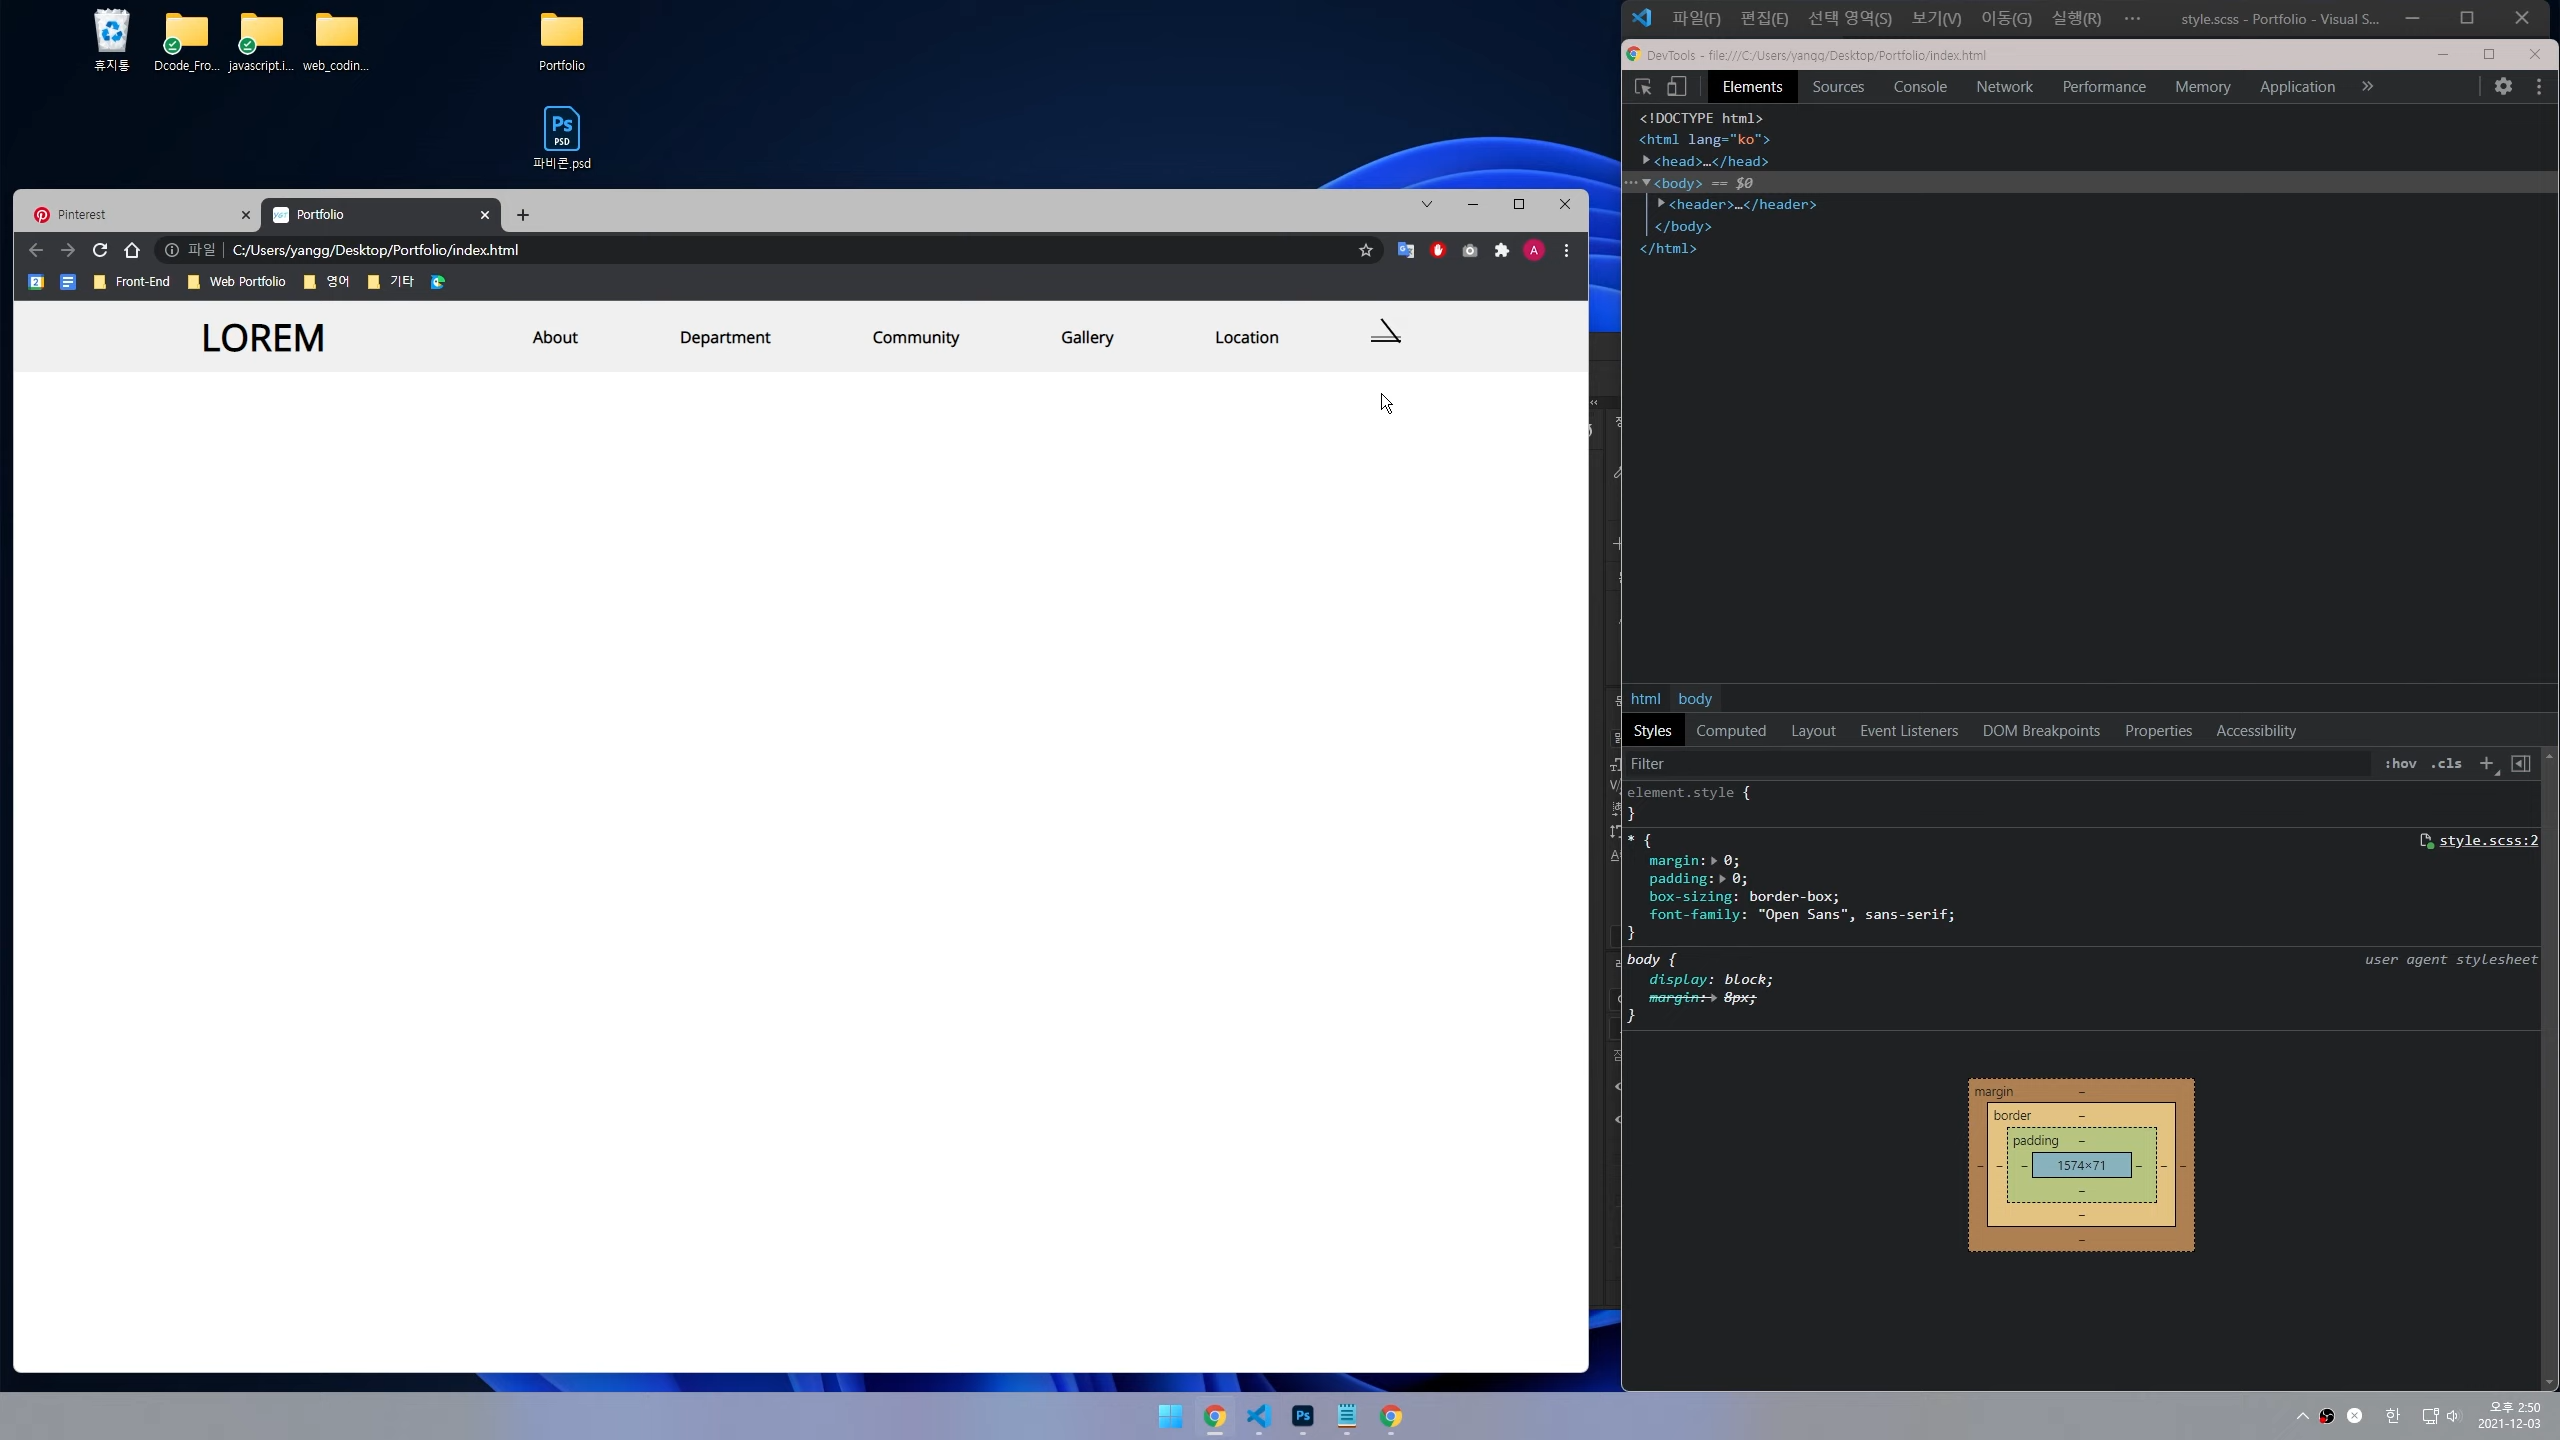 휴지통
Dcode_Fro...
javascript.i...
web_codin...
Portfolio
Ps
PSD
파비콘.psd
파일(F) 편집(E) 선택 영역(S) 보기(V) 이동(G) 실행(R) ··· style.scss - Portfolio - Visual S...
DevTools - file:///C:/Users/yangg/Desktop/Portfolio/index.html
Elements Sources Console Network Performance Memory Application
<!DOCTYPE html>
<html lang="ko">
<head>…</head>
<body> == $0
<header>…</header>
</body>
</html>
Pinterest
Portfolio
파일 C:/Users/yangg/Desktop/Portfolio/index.html
A
Front-End Web Portfolio 영어 기타
LOREM About Department Community Gallery Location
html body
Styles Computed Layout Event Listeners DOM Breakpoints Properties Accessibility
Filter :hov .cls
element.style {
}
* { style.scss:2
margin: 0;
padding: 0;
box-sizing: border-box;
font-family: "Open Sans", sans-serif;
}
body { user agent stylesheet
display: block;
margin: 8px;
}
margin –
border –
padding –
– – – 1574×71 – – –
–
–
–
Ps
한
오후 2:50
2021-12-03